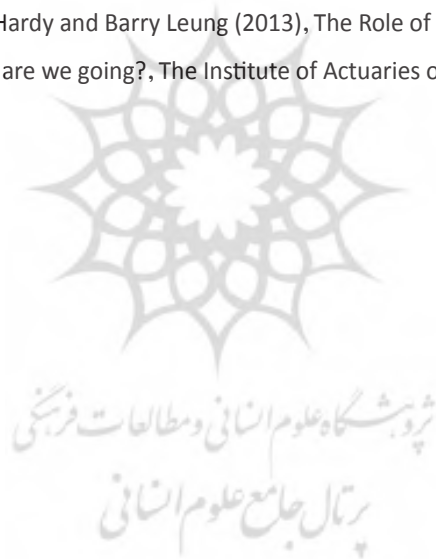 Hardy and Barry Leung (2013), The Role of
are we going?, The Institute of Actuaries o
پژوهشگاه علوم انسانی و مطالعات فرهنگی
پرتال جامع علوم انسانی